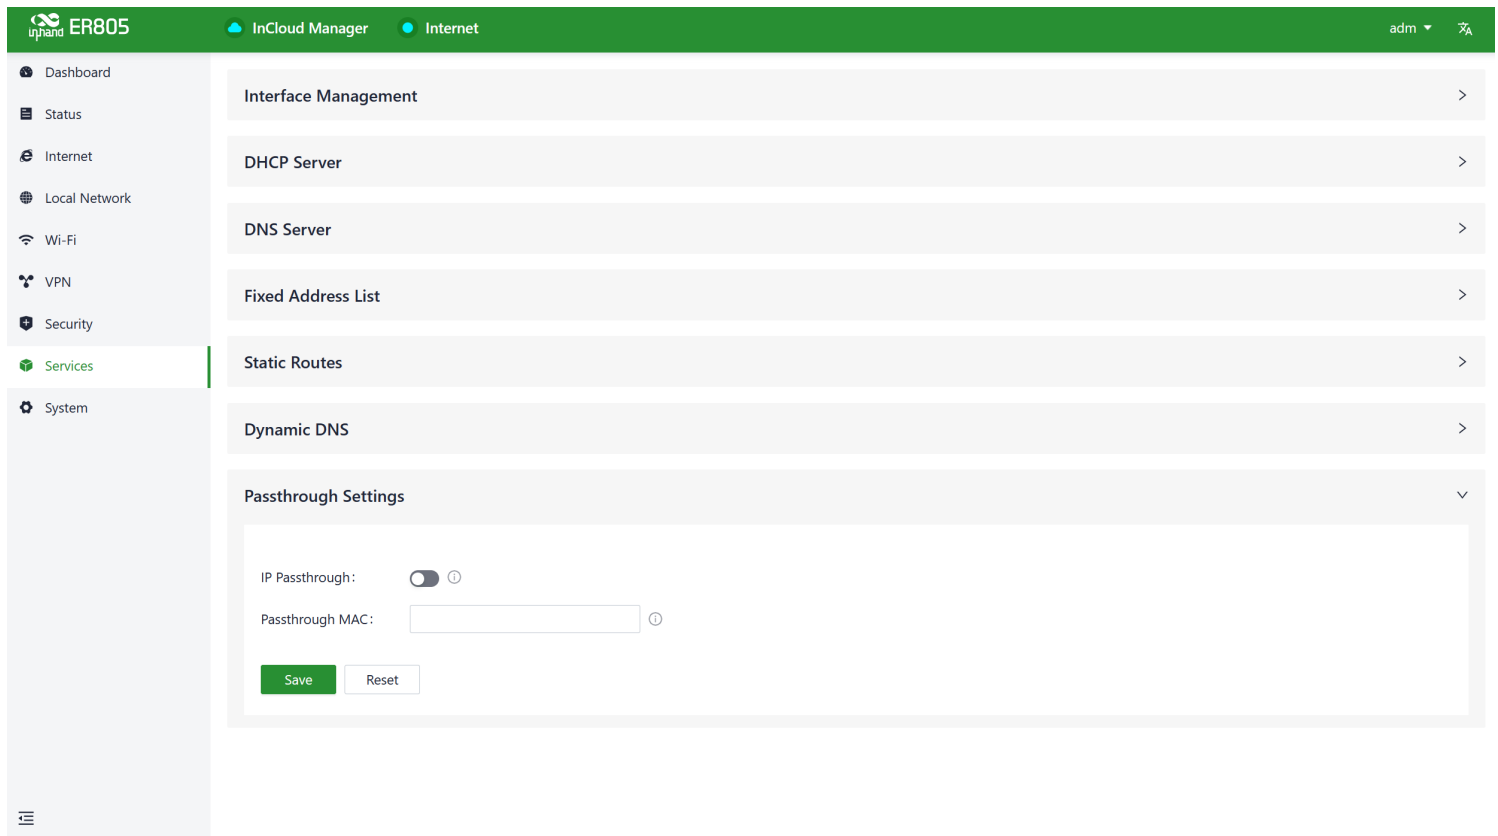 inhand ER805
InCloud Manager
Internet
adm
Dashboard
Status
Internet
Local Network
Wi-Fi
VPN
Security
Services
System
Interface Management
DHCP Server
DNS Server
Fixed Address List
Static Routes
Dynamic DNS
Passthrough Settings
IP Passthrough:
Passthrough MAC:
Save
Reset